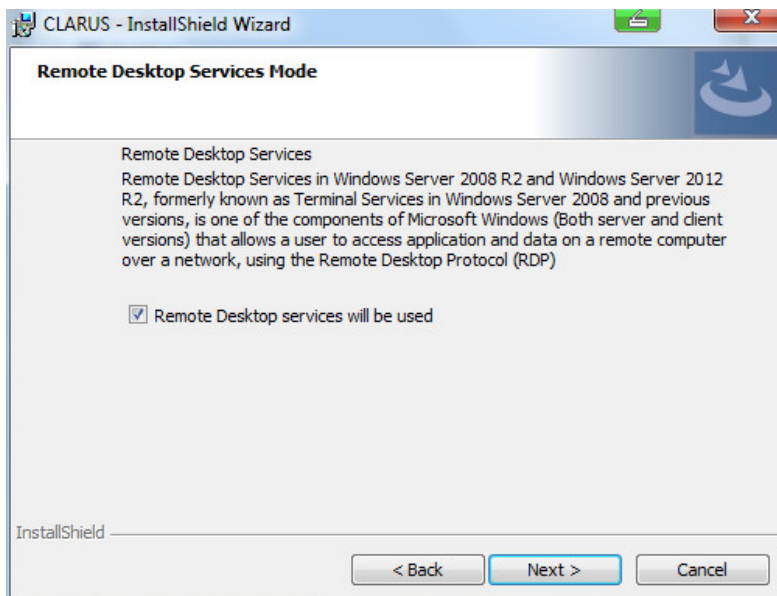 CLARUS - InstallShield Wizard
Remote Desktop Services Mode
Remote Desktop Services
Remote Desktop Services in Windows Server 2008 R2 and Windows Server 2012
R2, formerly known as Terminal Services in Windows Server 2008 and previous
versions, is one of the components of Microsoft Windows (Both server and client
versions) that allows a user to access application and data on a remote computer
over a network, using the Remote Desktop Protocol (RDP)
Remote Desktop services will be used
InstallShield
< Back Next > Cancel